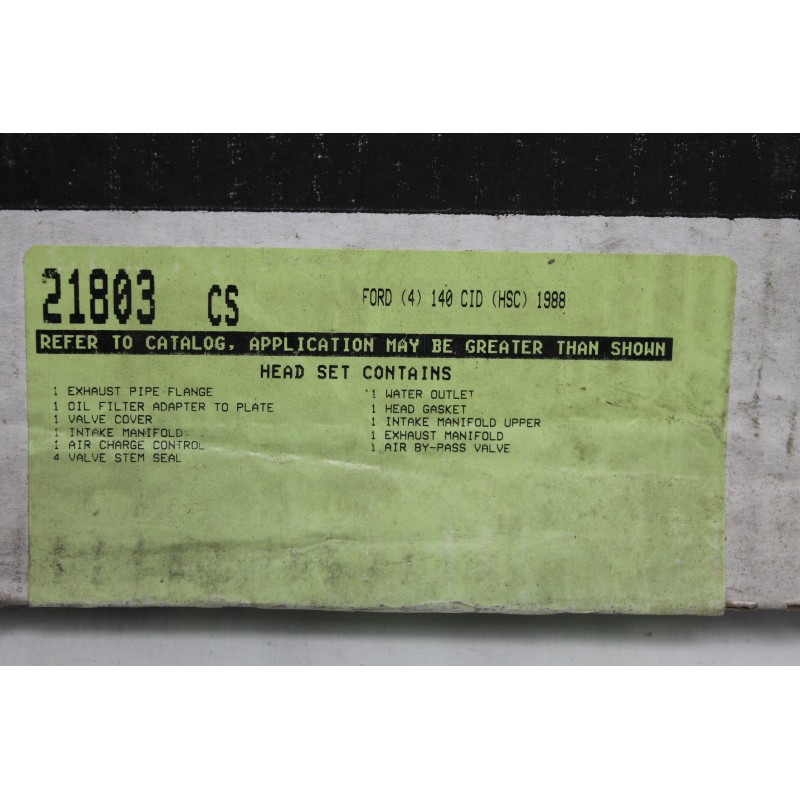 21803 CS FORD (4) 140 CID (HSC) 1988
REFER TO CATALOG, APPLICATION MAY BE GREATER THAN SHOWN
HEAD SET CONTAINS
1 EXHAUST PIPE FLANGE
1 OIL FILTER ADAPTER TO PLATE
1 VALVE COVER
1 INTAKE MANIFOLD
1 AIR CHARGE CONTROL
4 VALVE STEM SEAL
1 WATER OUTLET
1 HEAD GASKET
1 INTAKE MANIFOLD UPPER
1 EXHAUST MANIFOLD
1 AIR BY-PASS VALVE